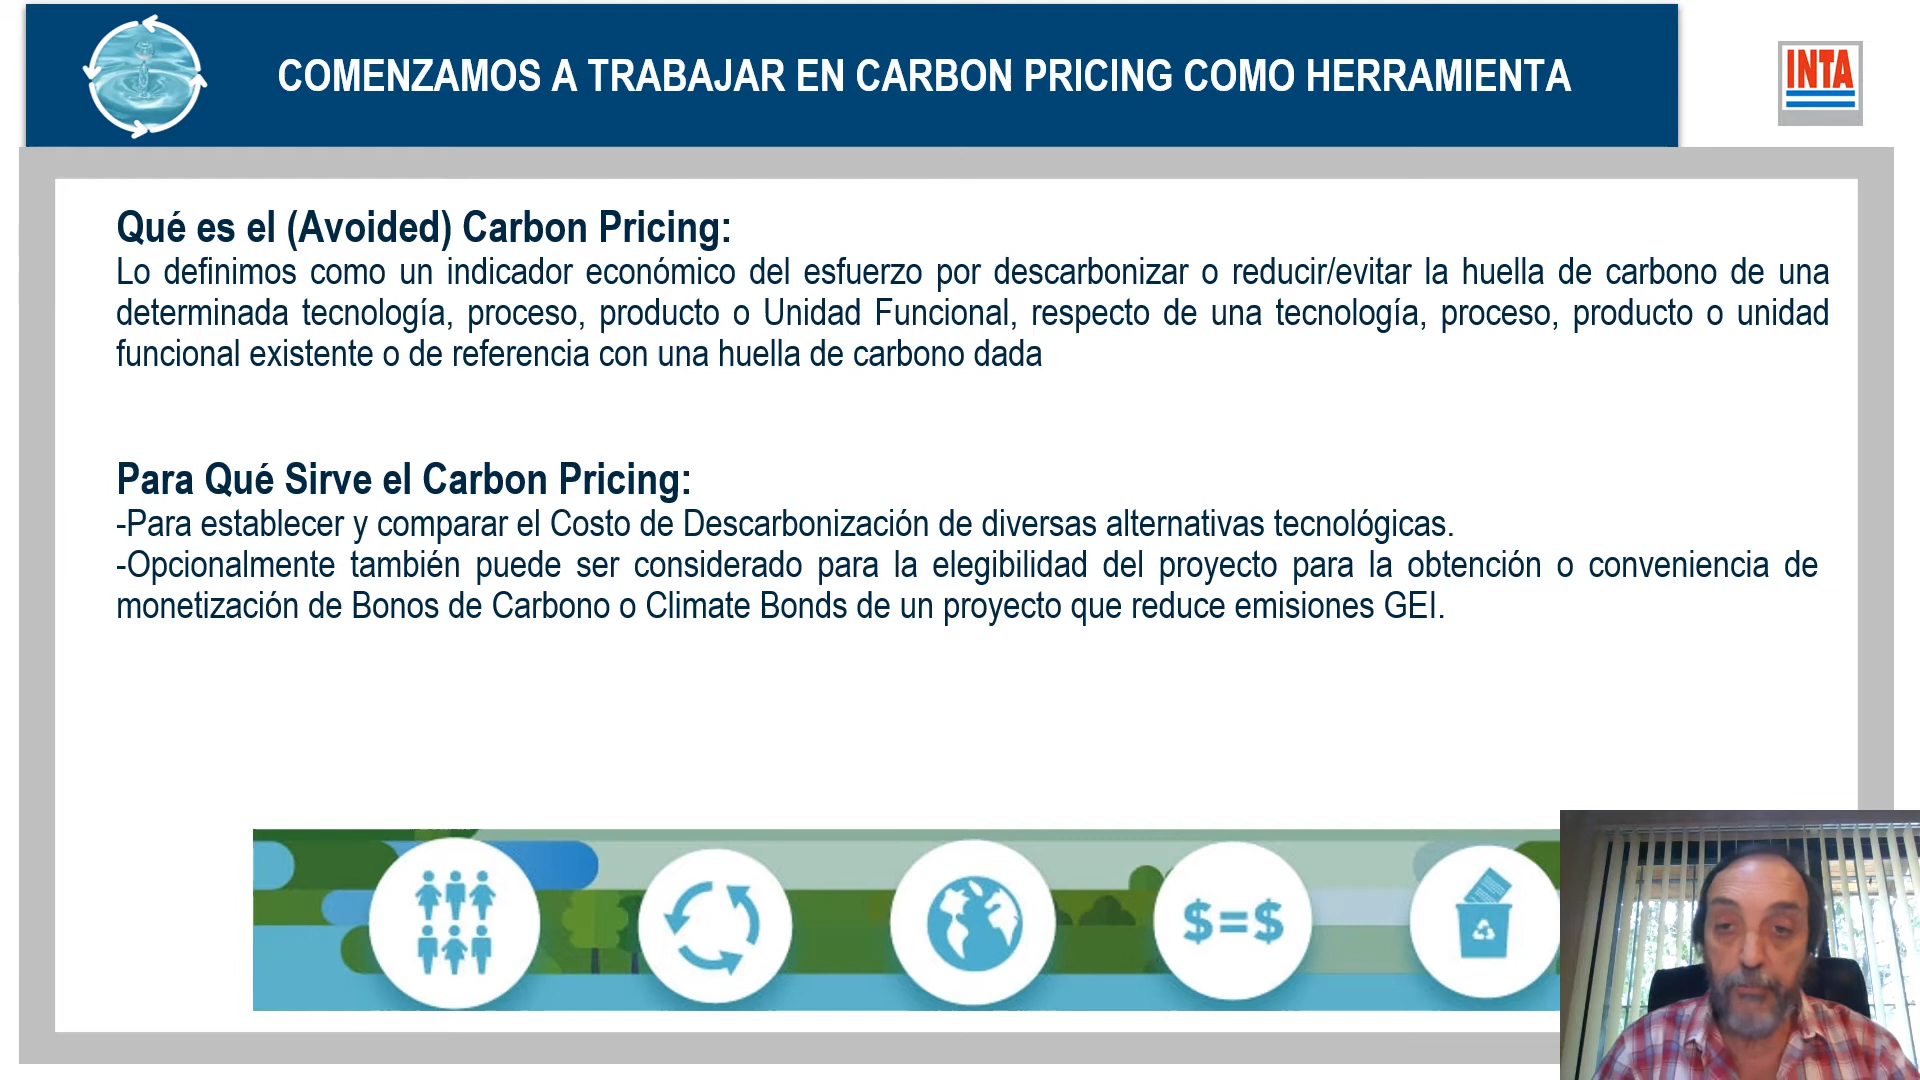 COMENZAMOS A TRABAJAR EN CARBON PRICING COMO HERRAMIENTA
INTA
Qué es el (Avoided) Carbon Pricing:
Lo definimos como un indicador económico del esfuerzo por descarbonizar o reducir/evitar la huella de carbono de una
determinada tecnología, proceso, producto o Unidad Funcional, respecto de una tecnología, proceso, producto o unidad
funcional existente o de referencia con una huella de carbono dada
Para Qué Sirve el Carbon Pricing:
-Para establecer y comparar el Costo de Descarbonización de diversas alternativas tecnológicas.
-Opcionalmente también puede ser considerado para la elegibilidad del proyecto para la obtención o conveniencia de
monetización de Bonos de Carbono o Climate Bonds de un proyecto que reduce emisiones GEI.
$=$